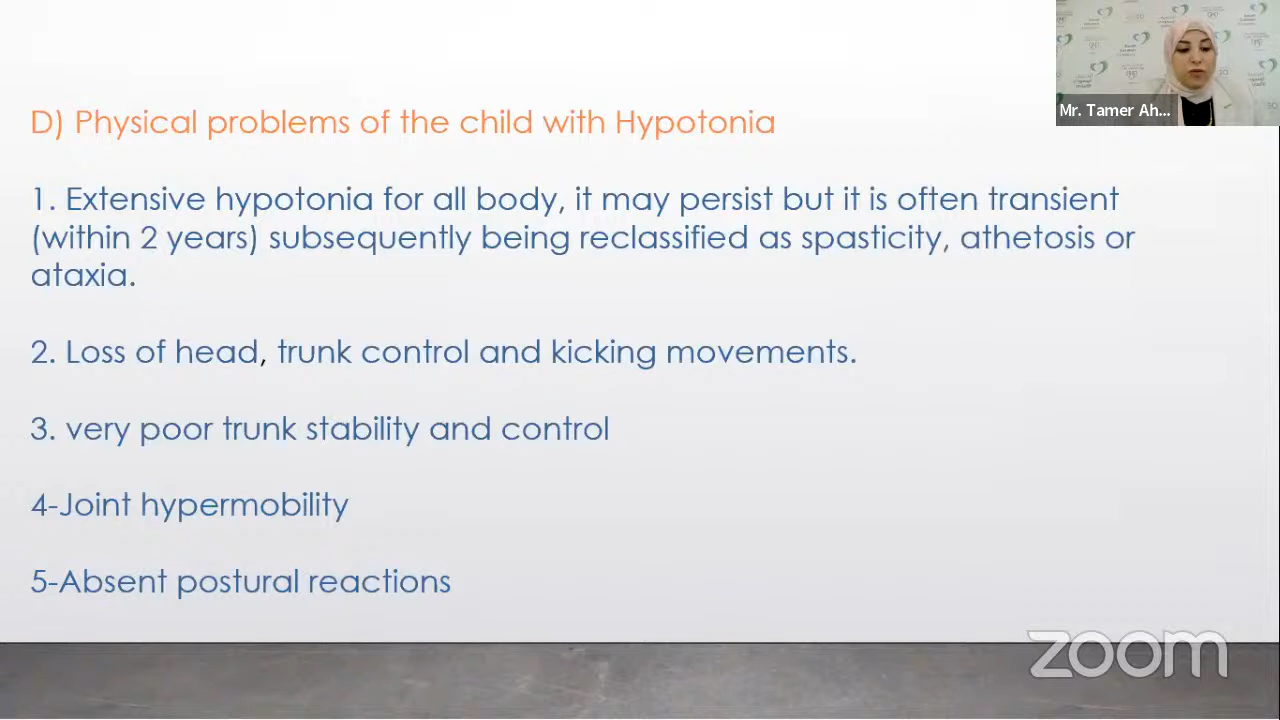 Mr. Tamer Ah...
D) Physical problems of the child with Hypotonia
1. Extensive hypotonia for all body, it may persist but it is often transient
(within 2 years) subsequently being reclassified as spasticity, athetosis or
ataxia.
2. Loss of head, trunk control and kicking movements.
3. very poor trunk stability and control
4-Joint hypermobility
5-Absent postural reactions
zoom